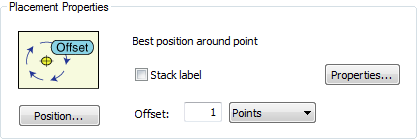 Placement Properties
Offset
Best position around point
Stack label
Properties...
Position...
Offset: 1 Points